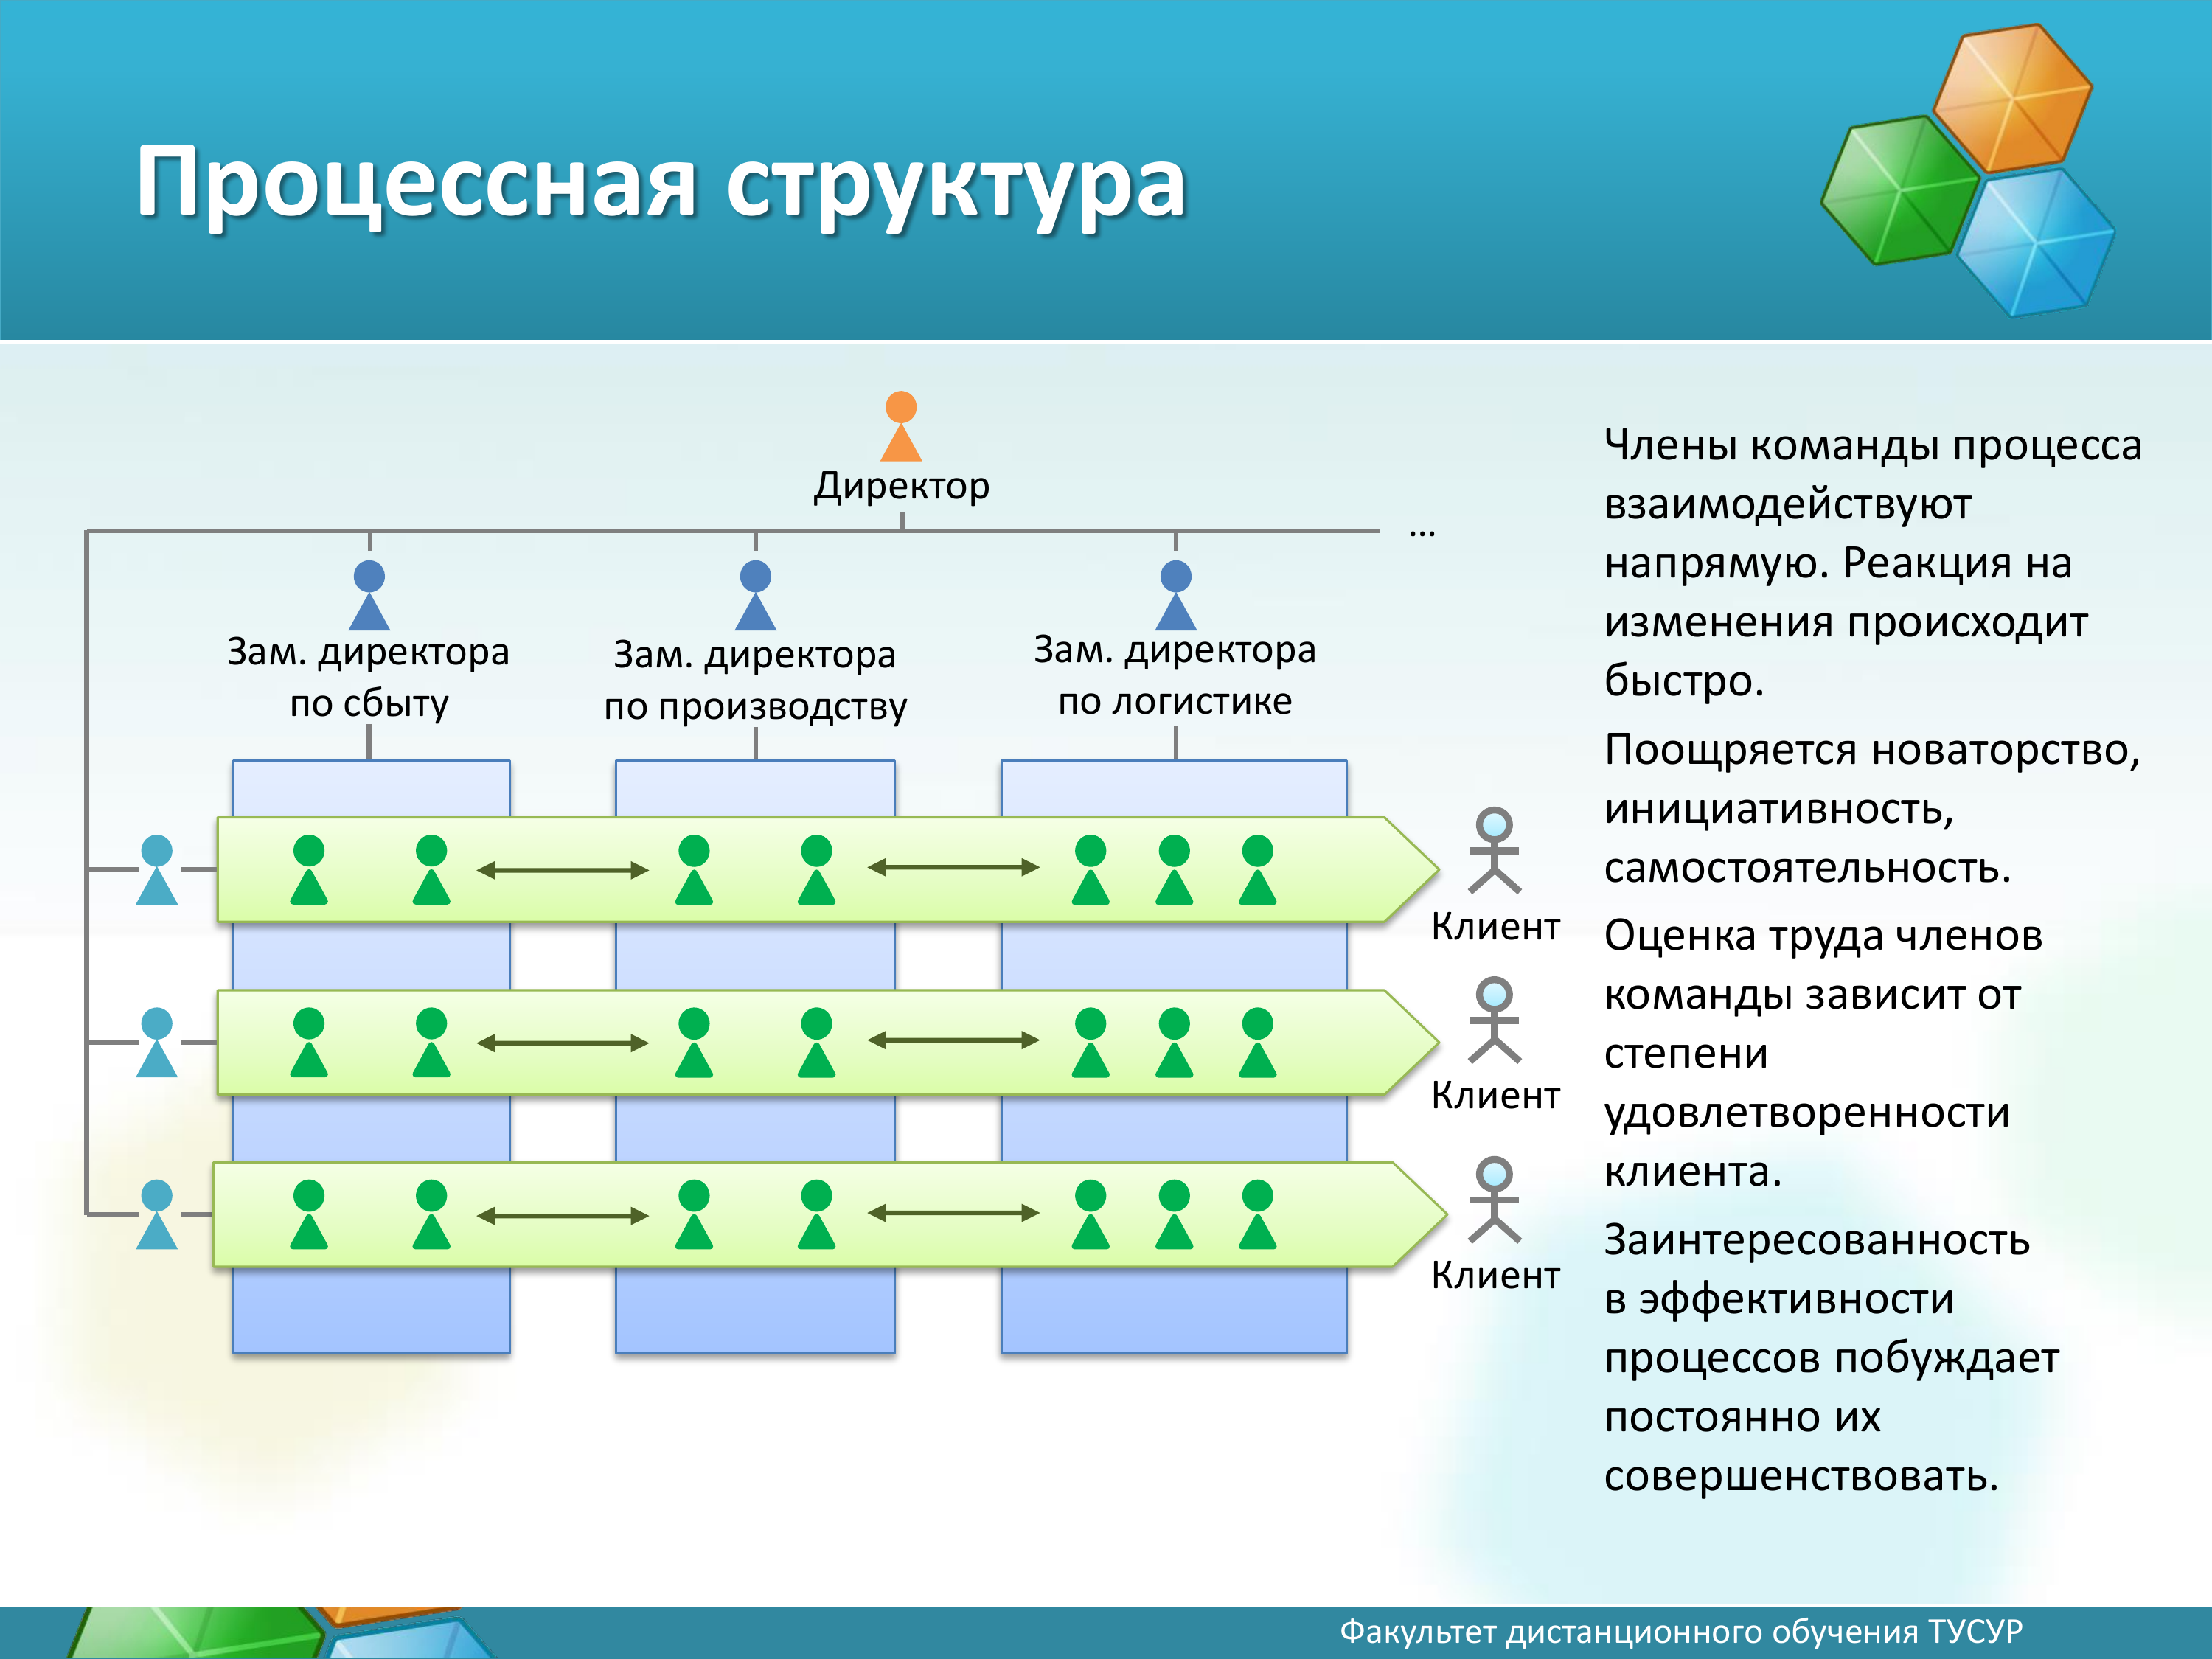 Процессная структура
Директор
...
Зам. директора
по сбыту
Зам. директора
по производству
Зам. директора
по логистике
Клиент
Клиент
Клиент
Члены команды процесса
взаимодействуют
напрямую. Реакция на
изменения происходит
быстро.
Поощряется новаторство,
инициативность,
самостоятельность.
Оценка труда членов
команды зависит от
степени
удовлетворенности
клиента.
Заинтересованность
в эффективности
процессов побуждает
постоянно их
совершенствовать.
Факультет дистанционного обучения ТУСУР